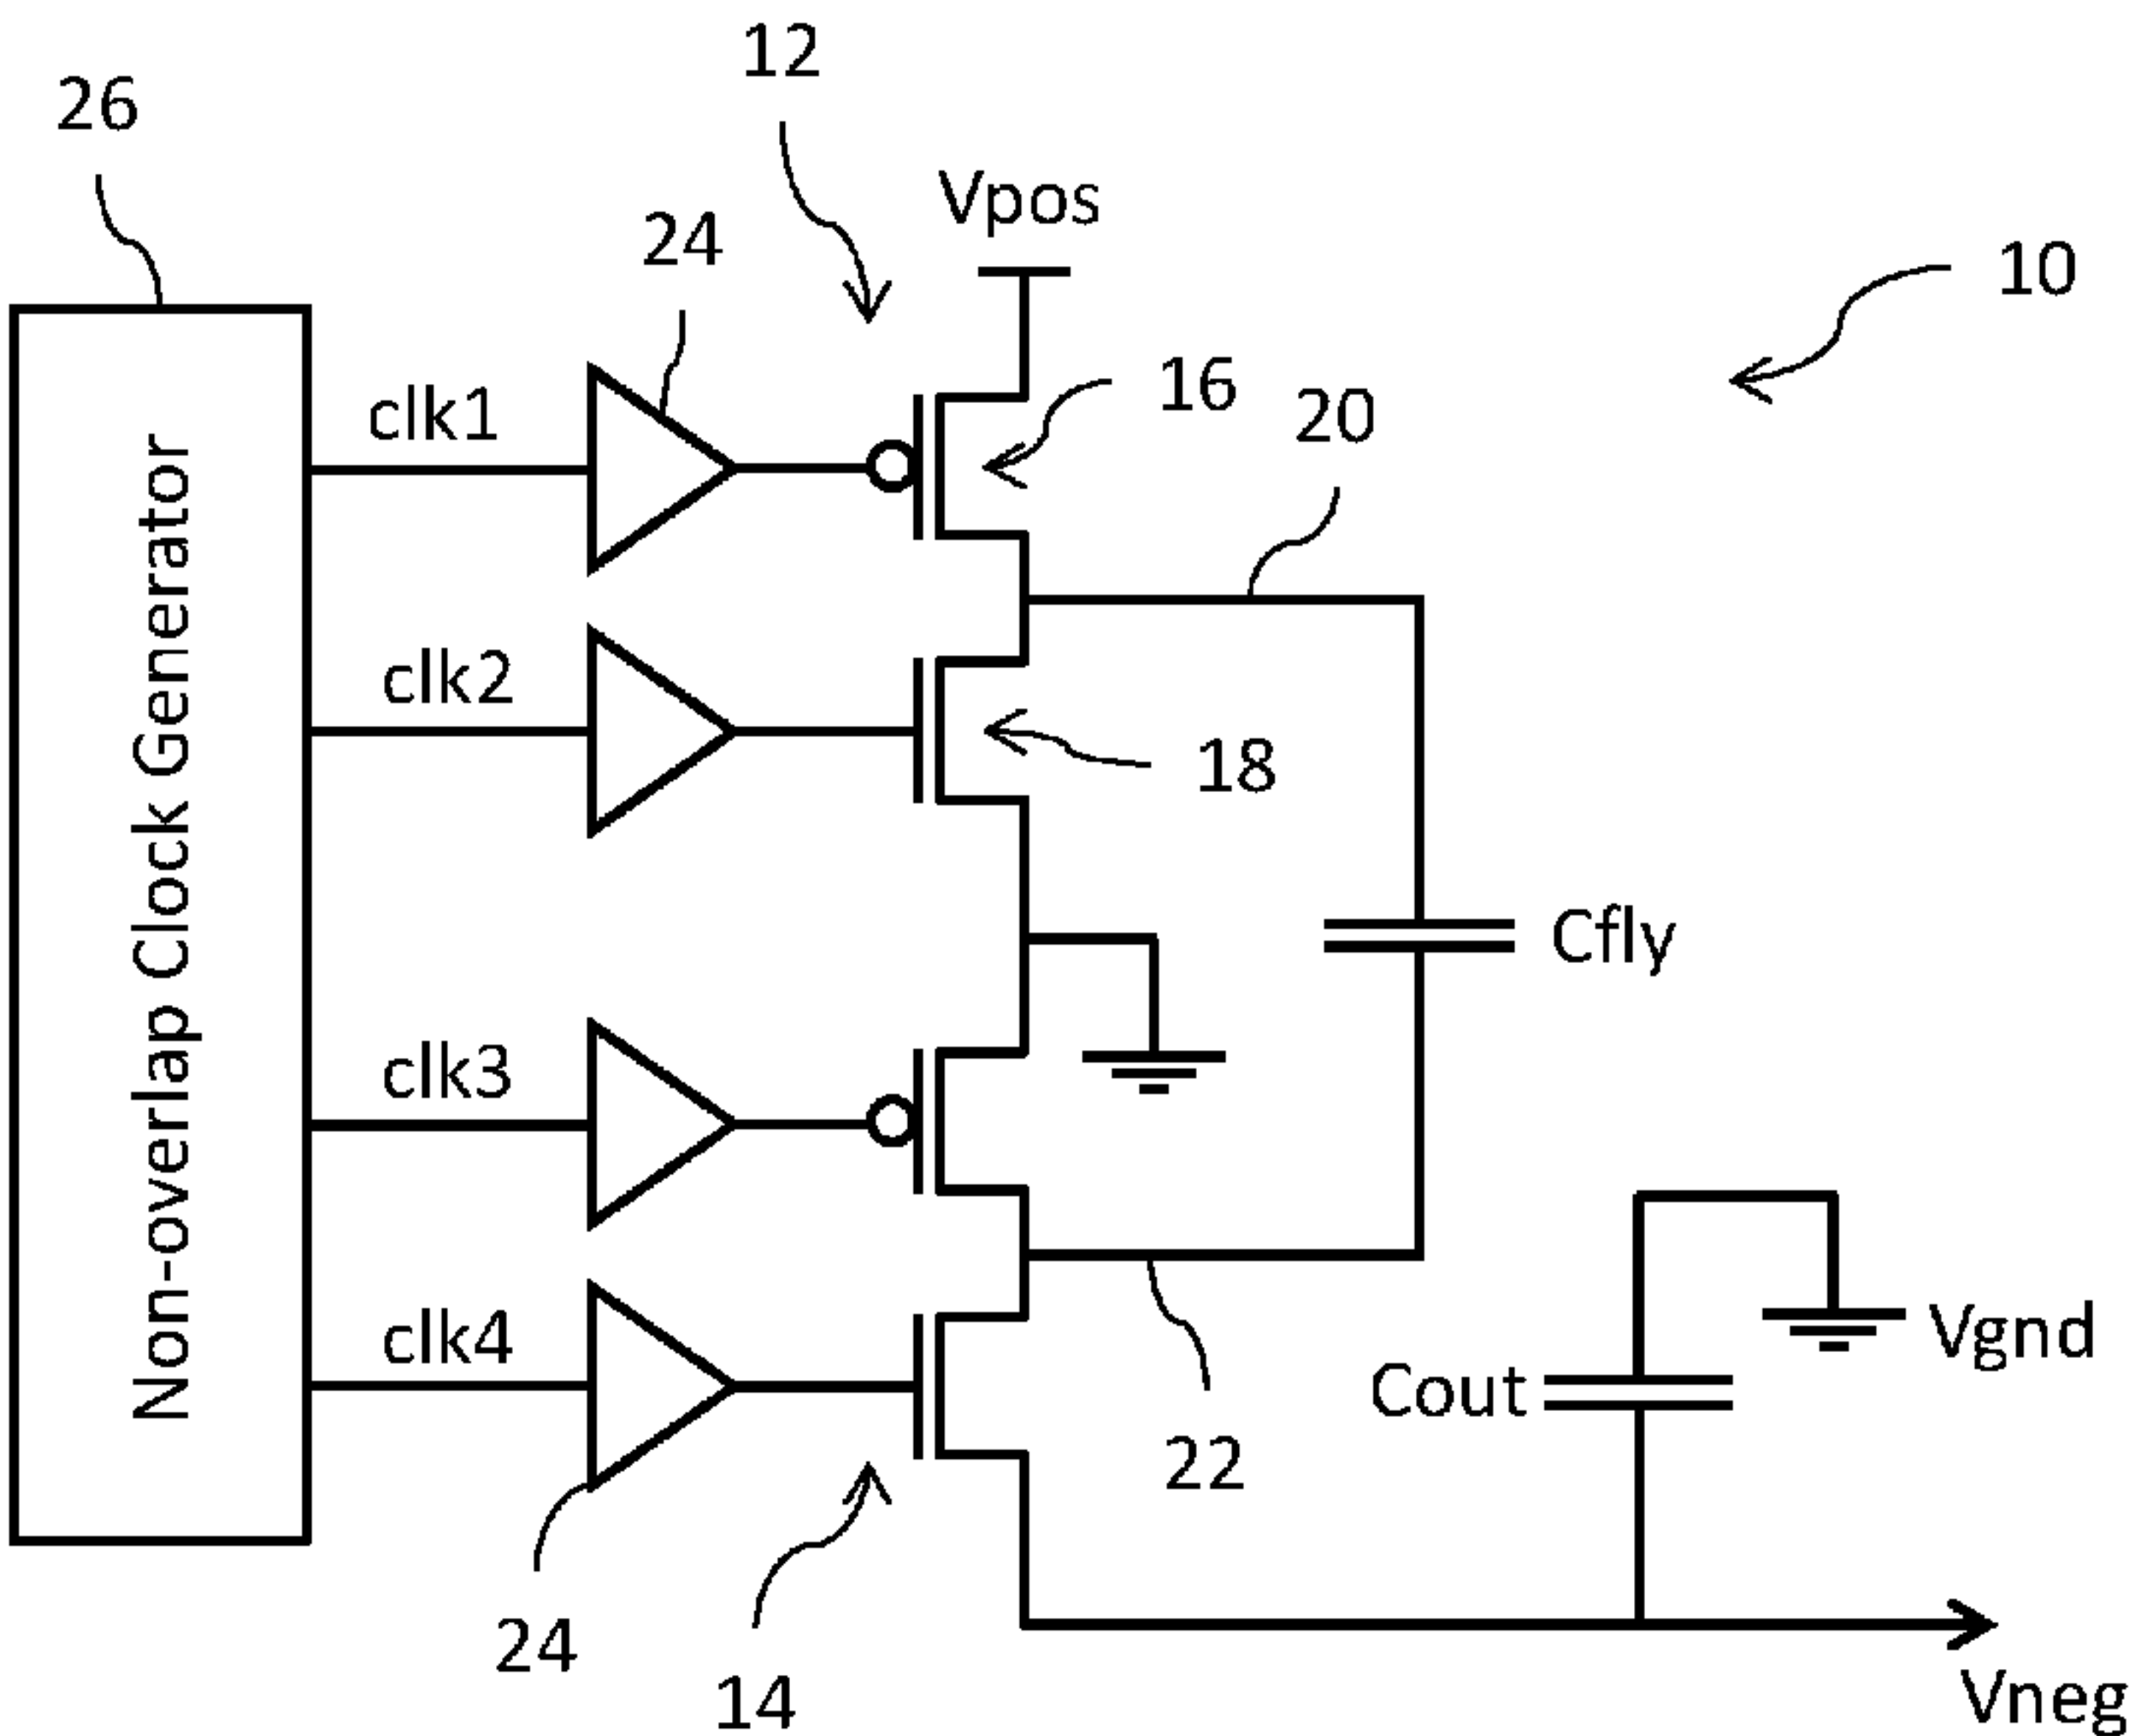 12
26
Vpos
24
10
clk1
16
20
clk2
18
Non-overlap Clock Generator
Cfly
clk3
clk4
Vgnd
Cout
22
24
14
Vneg